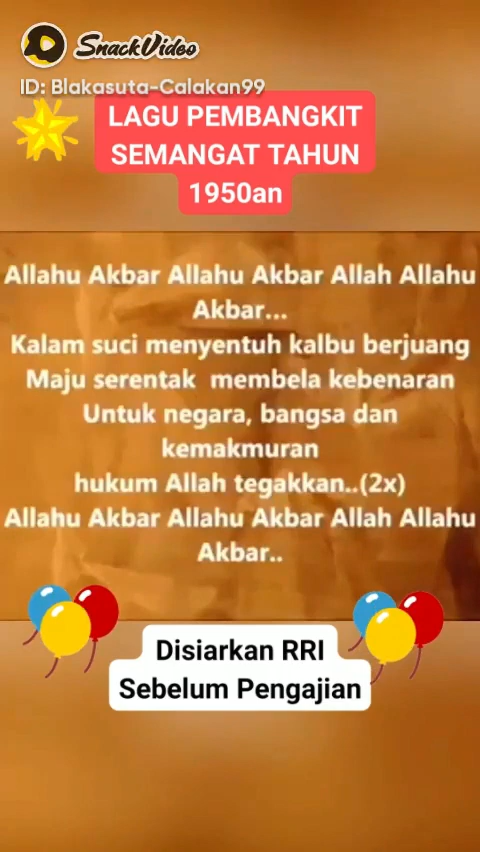 SnackVideo
ID: Blakasuta-Calakan99
LAGU PEMBANGKIT
SEMANGAT TAHUN
1950an
Allahu Akbar Allahu Akbar Allah Allahu
Akbar...
Kalam suci menyentuh kalbu berjuang
Maju serentak membela kebenaran
Untuk negara, bangsa dan
kemakmuran
hukum Allah tegakkan..(2x)
Allahu Akbar Allahu Akbar Allah Allahu
Akbar..
Disiarkan RRI
Sebelum Pengajian